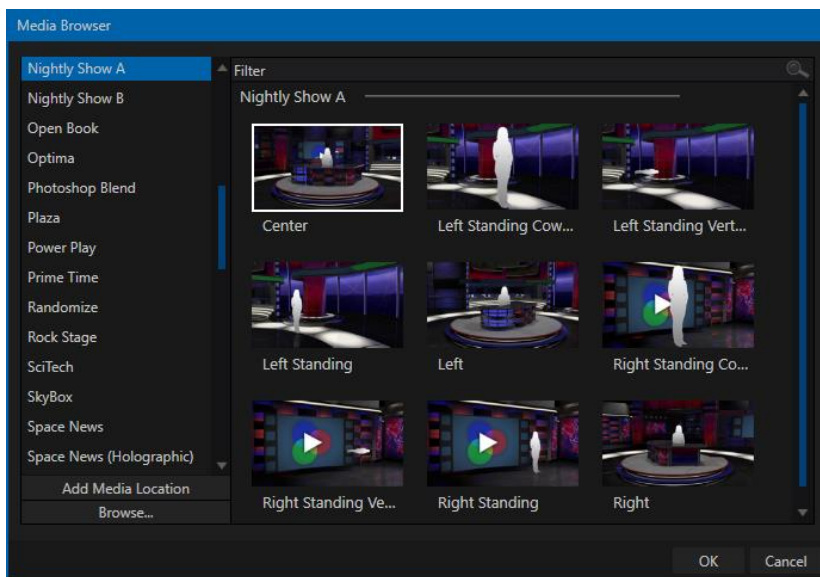 Media Browser
Nightly Show A
Nightly Show B
Open Book
Optima
Photoshop Blend
Plaza
Power Play
Prime Time
Randomize
Rock Stage
SciTech
SkyBox
Space News
Space News (Holographic)
Add Media Location
Browse...
Filter
Nightly Show A
Center
Left Standing Cow...
Left Standing Vert...
Left Standing
Left
Right Standing Co...
Right Standing Ve...
Right Standing
Right
OK
Cancel